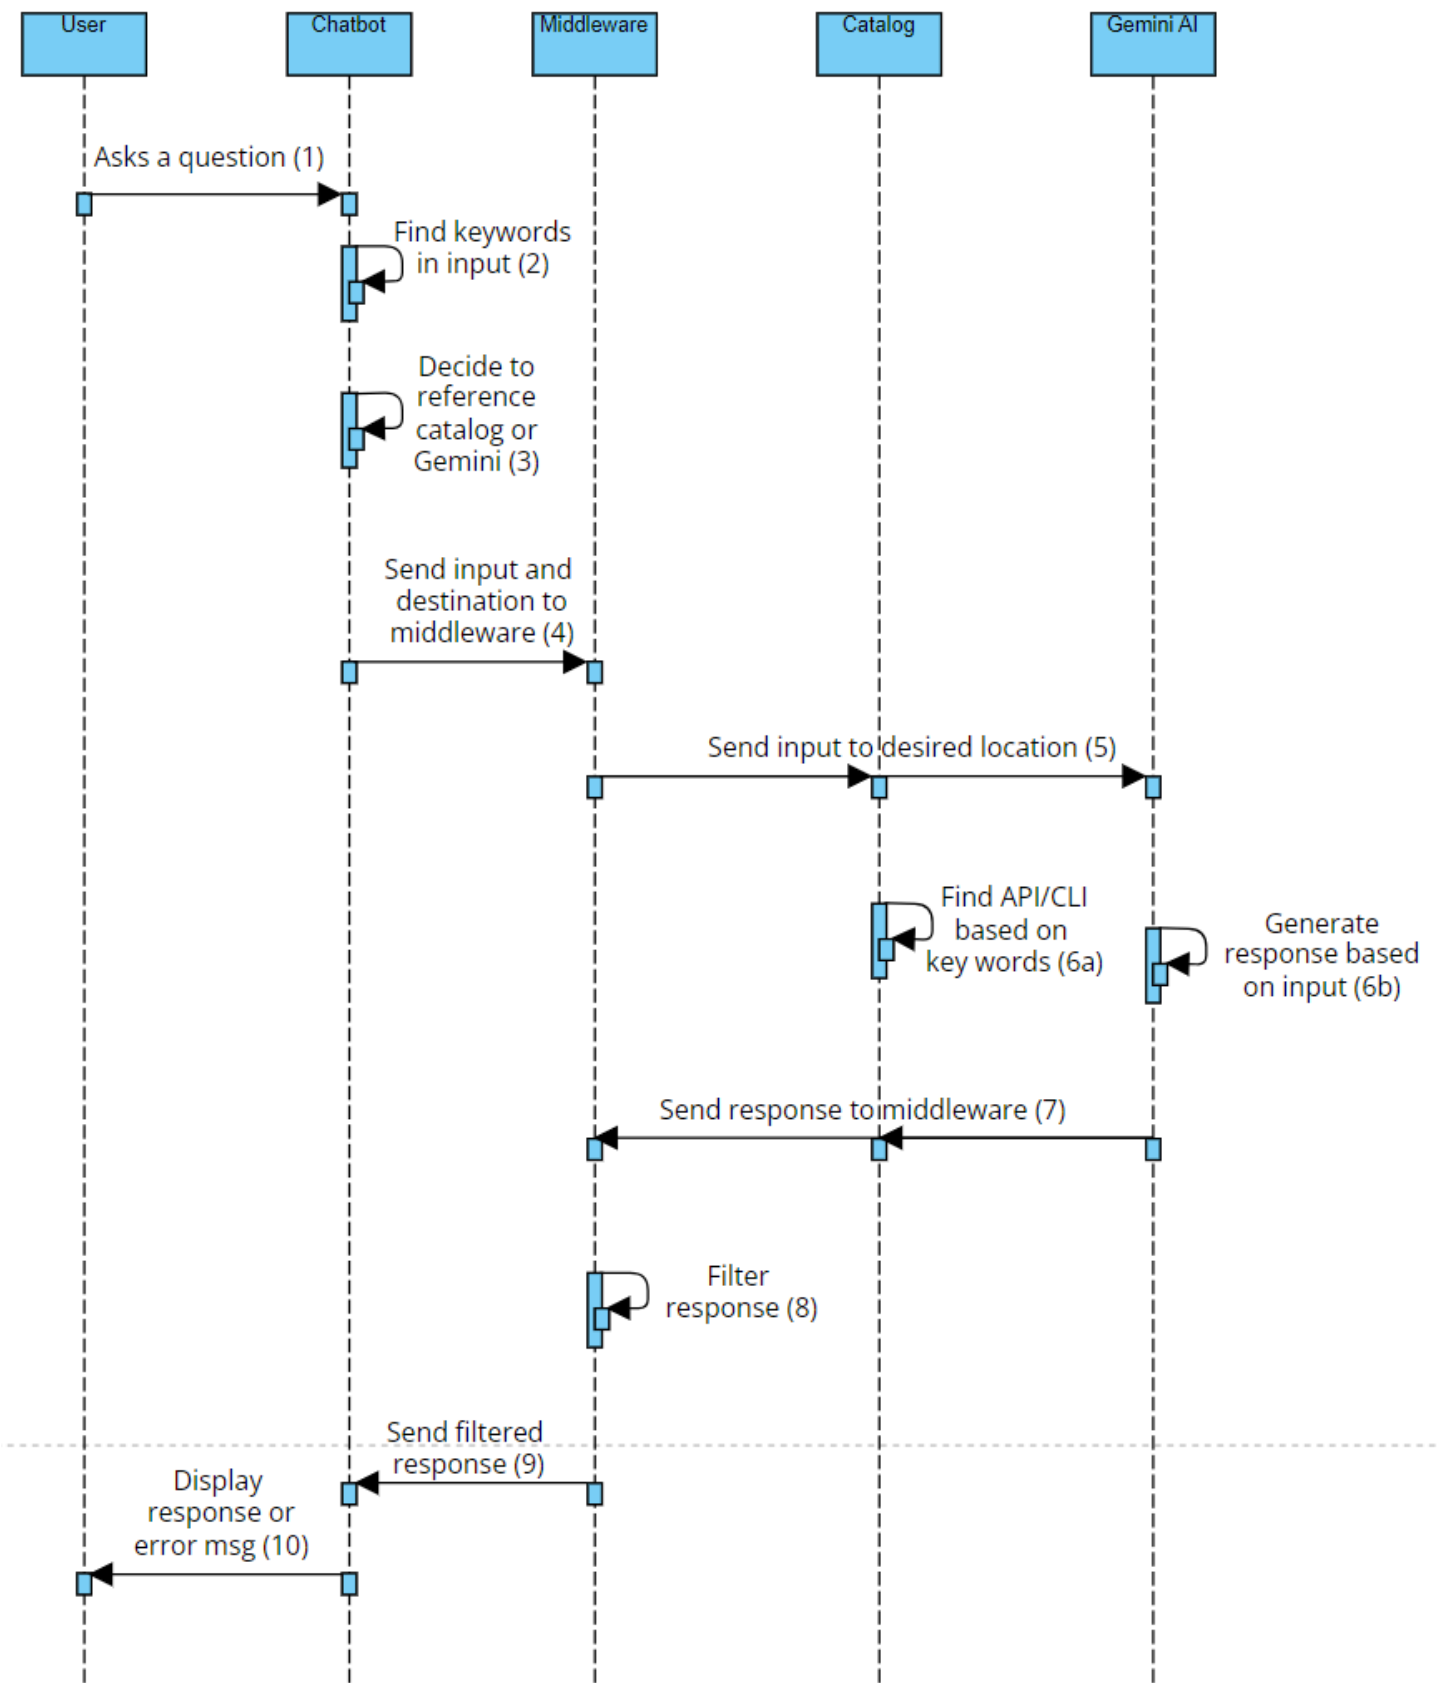 User
Chatbot
Middleware
Catalog
Gemini AI
Asks a question (1)
Find keywords
in input (2)
Decide to
reference
catalog or
Gemini (3)
Send input and
destination to
middleware (4)
Send input to desired location (5)
Find API/CLI
based on
key words (6a)
Generate
response based
on input (6b)
Send response to middleware (7)
Filter
response (8)
Send filtered
response (9)
Display
response or
error msg (10)